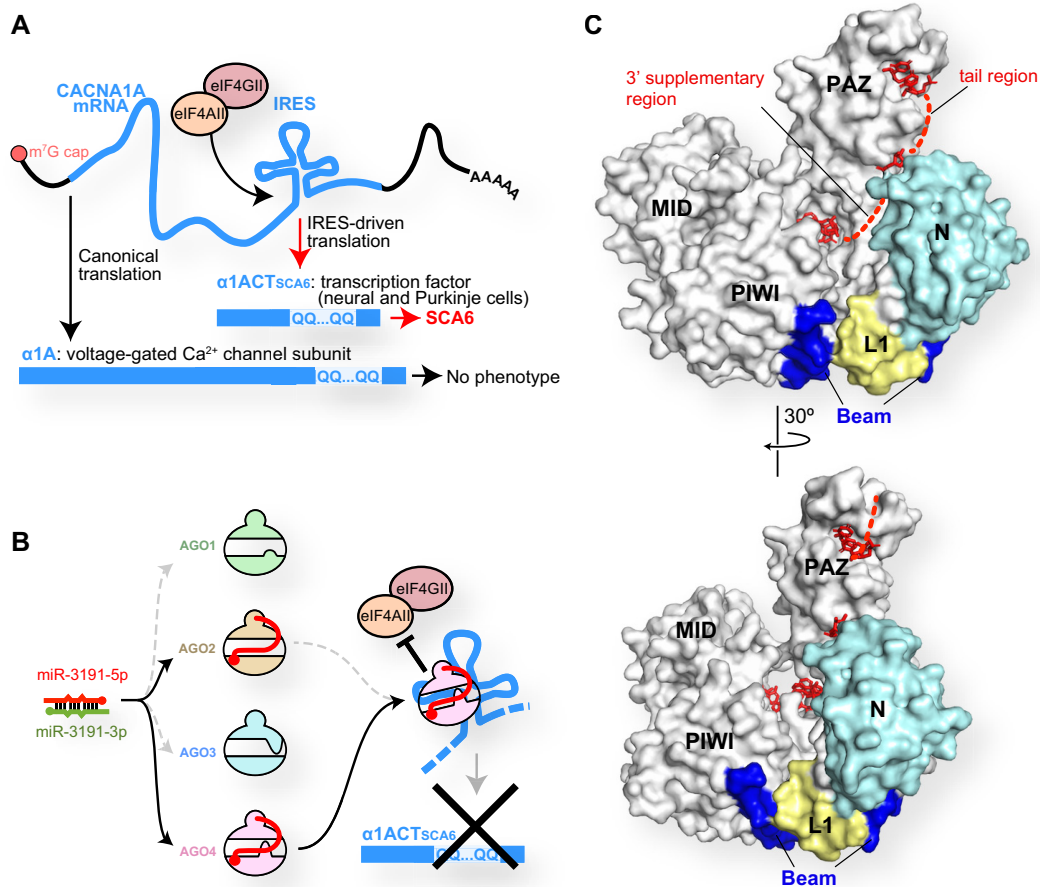 A
CACNA1A
mRNA
eIF4GII
eIF4AII
IRES
m⁷G cap
AAAAA
Canonical
translation
IRES-driven
translation
α1ACTSCA6: transcription factor
(neural and Purkinje cells)
QQ...QQ
SCA6
α1A: voltage-gated Ca²⁺ channel subunit
QQ...QQ
No phenotype
B
AGO1
miR-3191-5p
miR-3191-3p
AGO2
AGO3
AGO4
eIF4GII
eIF4AII
α1ACTSCA6
QQ...QQ
C
3’ supplementary
region
PAZ
tail region
MID
N
PIWI
L1
Beam
30º
PAZ
MID
N
PIWI
L1
Beam